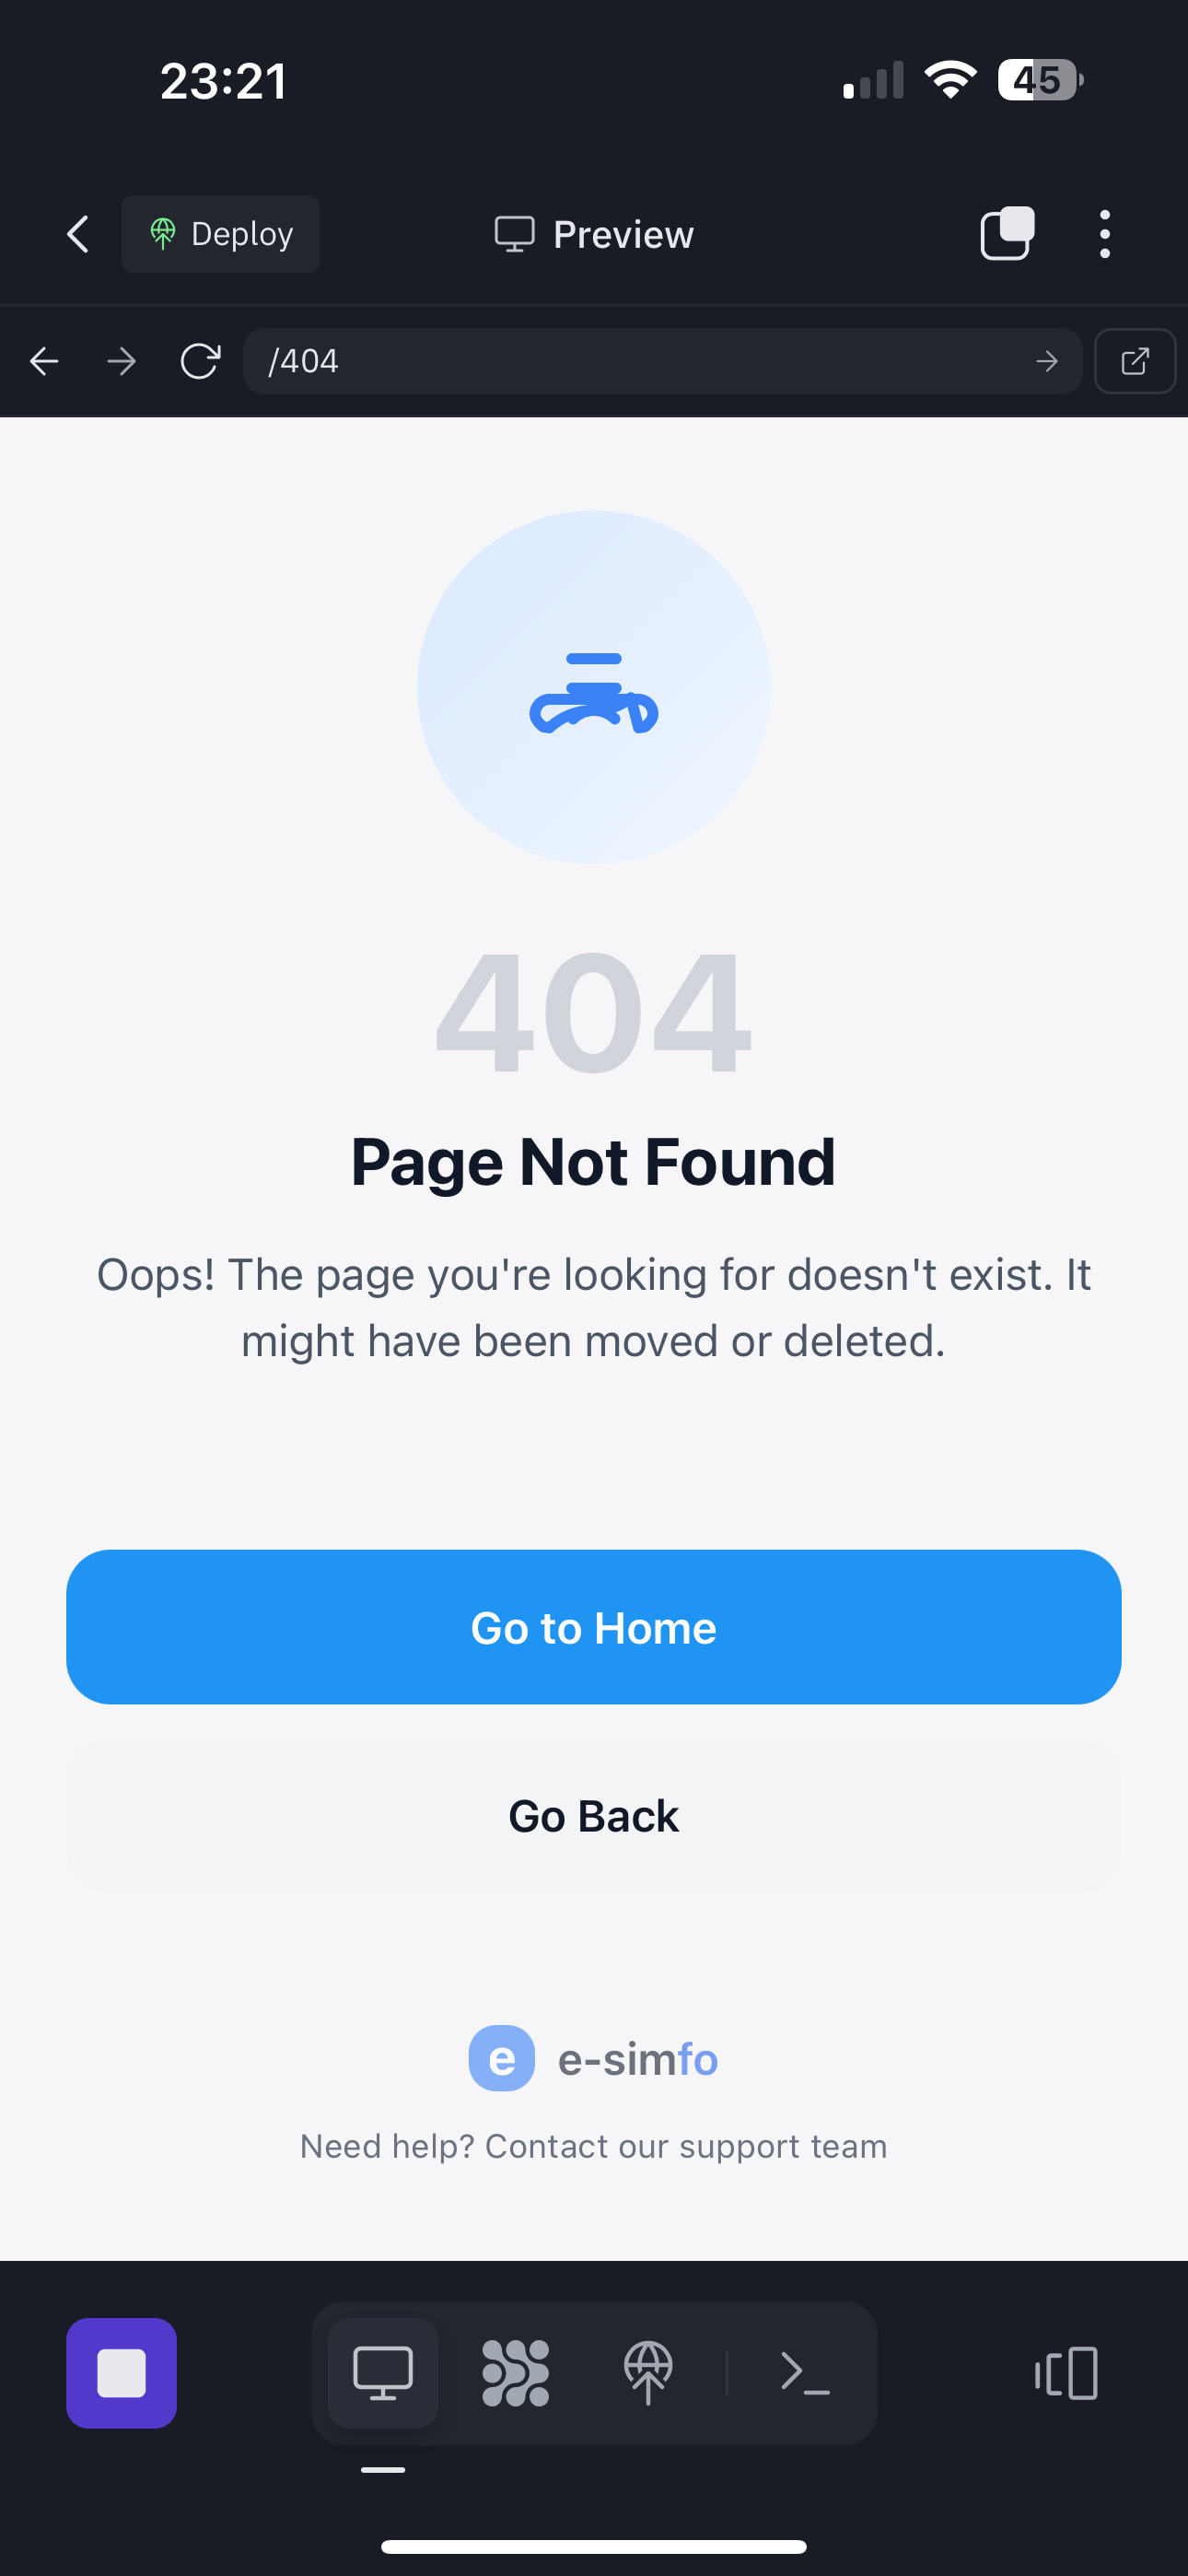 23:21
45
Deploy
Preview
/404
404
Page Not Found
Oops! The page you're looking for doesn't exist. It
might have been moved or deleted.
Go to Home
Go Back
e e-simfo
Need help? Contact our support team